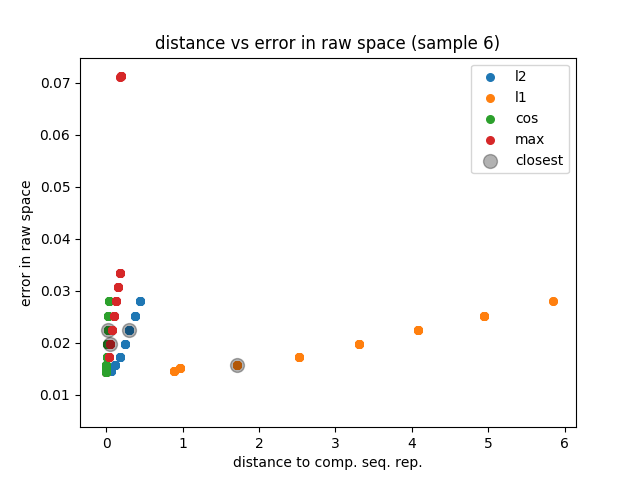 distance vs error in raw space (sample 6)
l2
l1
cos
max
closest
error in raw space
0.07
0.06
0.05
0.04
0.03
0.02
0.01
0 1 2 3 4 5 6
distance to comp. seq. rep.